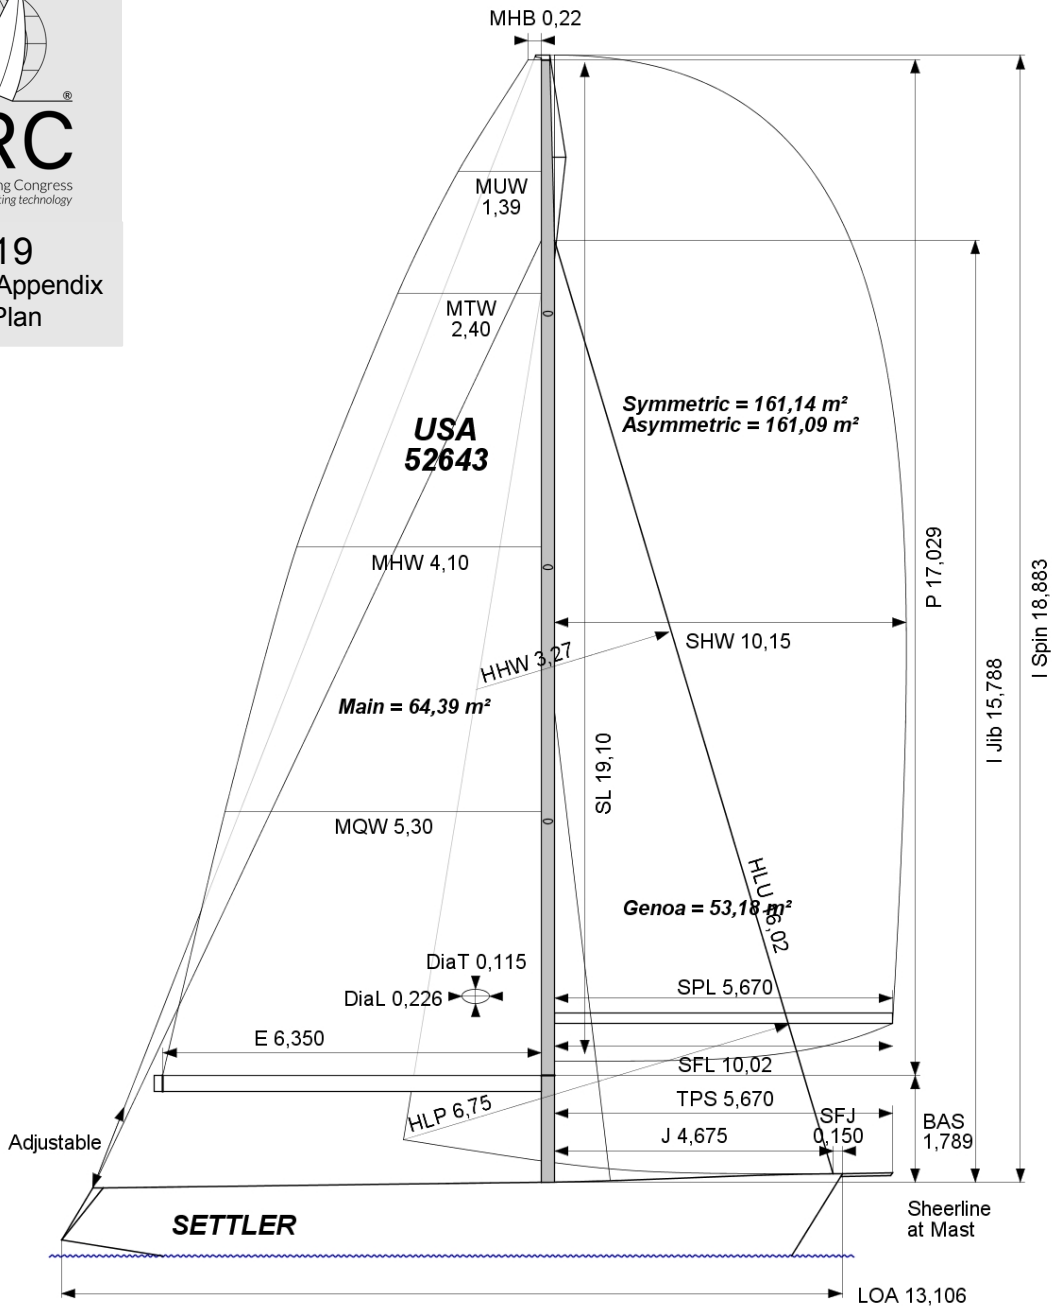 MHB 0,22
®
RC
ng Congress
cing technology
19
Appendix
Plan
MUW
1,39
MTW
2,40
Symmetric = 161,14 m²
Asymmetric = 161,09 m²
USA
52643
P 17,029
I Spin 18,883
MHW 4,10
SHW 10,15
HHW 3,27
I Jib 15,788
Main = 64,39 m²
SL 19,10
MQW 5,30
HLU 16,02
Genoa = 53,18 m²
DiaT 0,115
DiaL 0,226
SPL 5,670
E 6,350
SFL 10,02
TPS 5,670
HLP 6,75
SFJ
0,150
J 4,675
BAS
1,789
Adjustable
Sheerline
at Mast
SETTLER
LOA 13,106